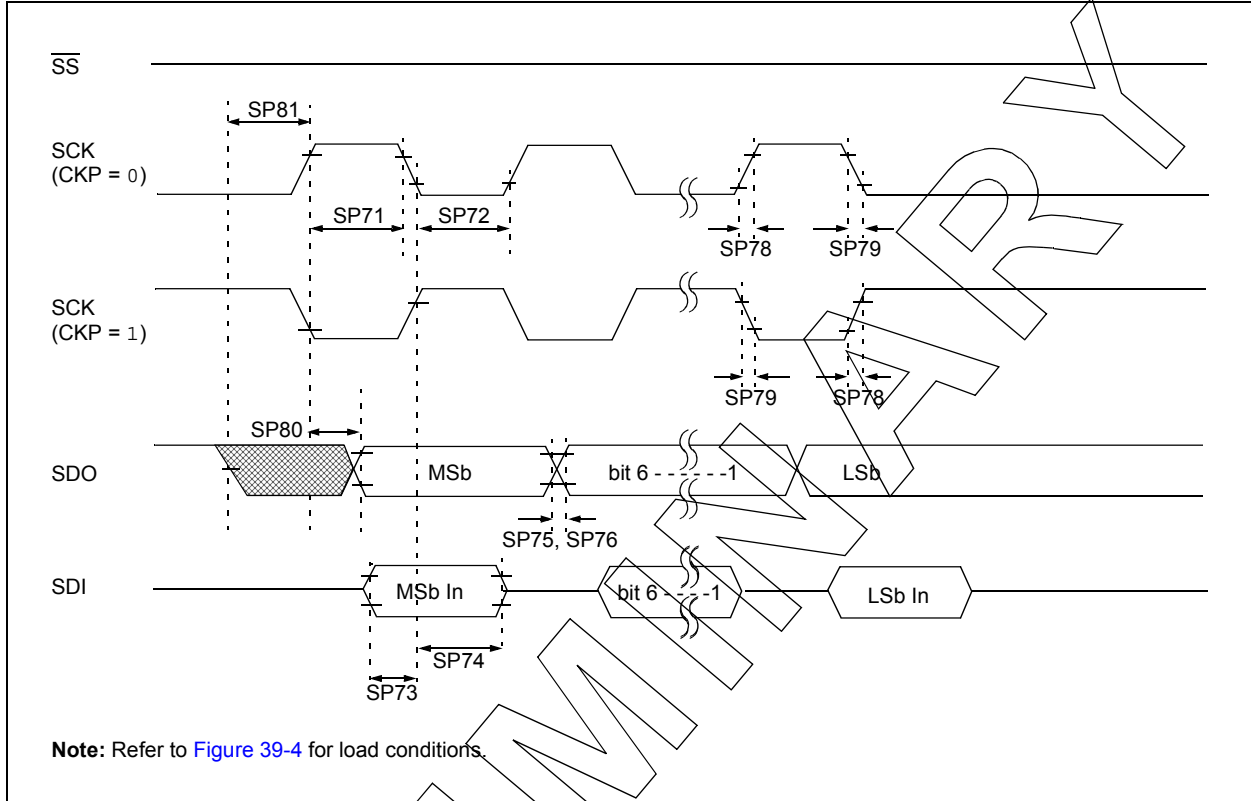 SS
SP81
SCK
(CKP = 0)
SP71
SP72
SP78
SP79
SCK
(CKP = 1)
SP79
SP78
SP80
SDO
MSb
bit 6 - - - - - - -1
LSb
SP75, SP76
SDI
MSb In
bit 6 - - - - -1
LSb In
SP74
SP73
Note: Refer to Figure 39-4 for load conditions.
IMINARY